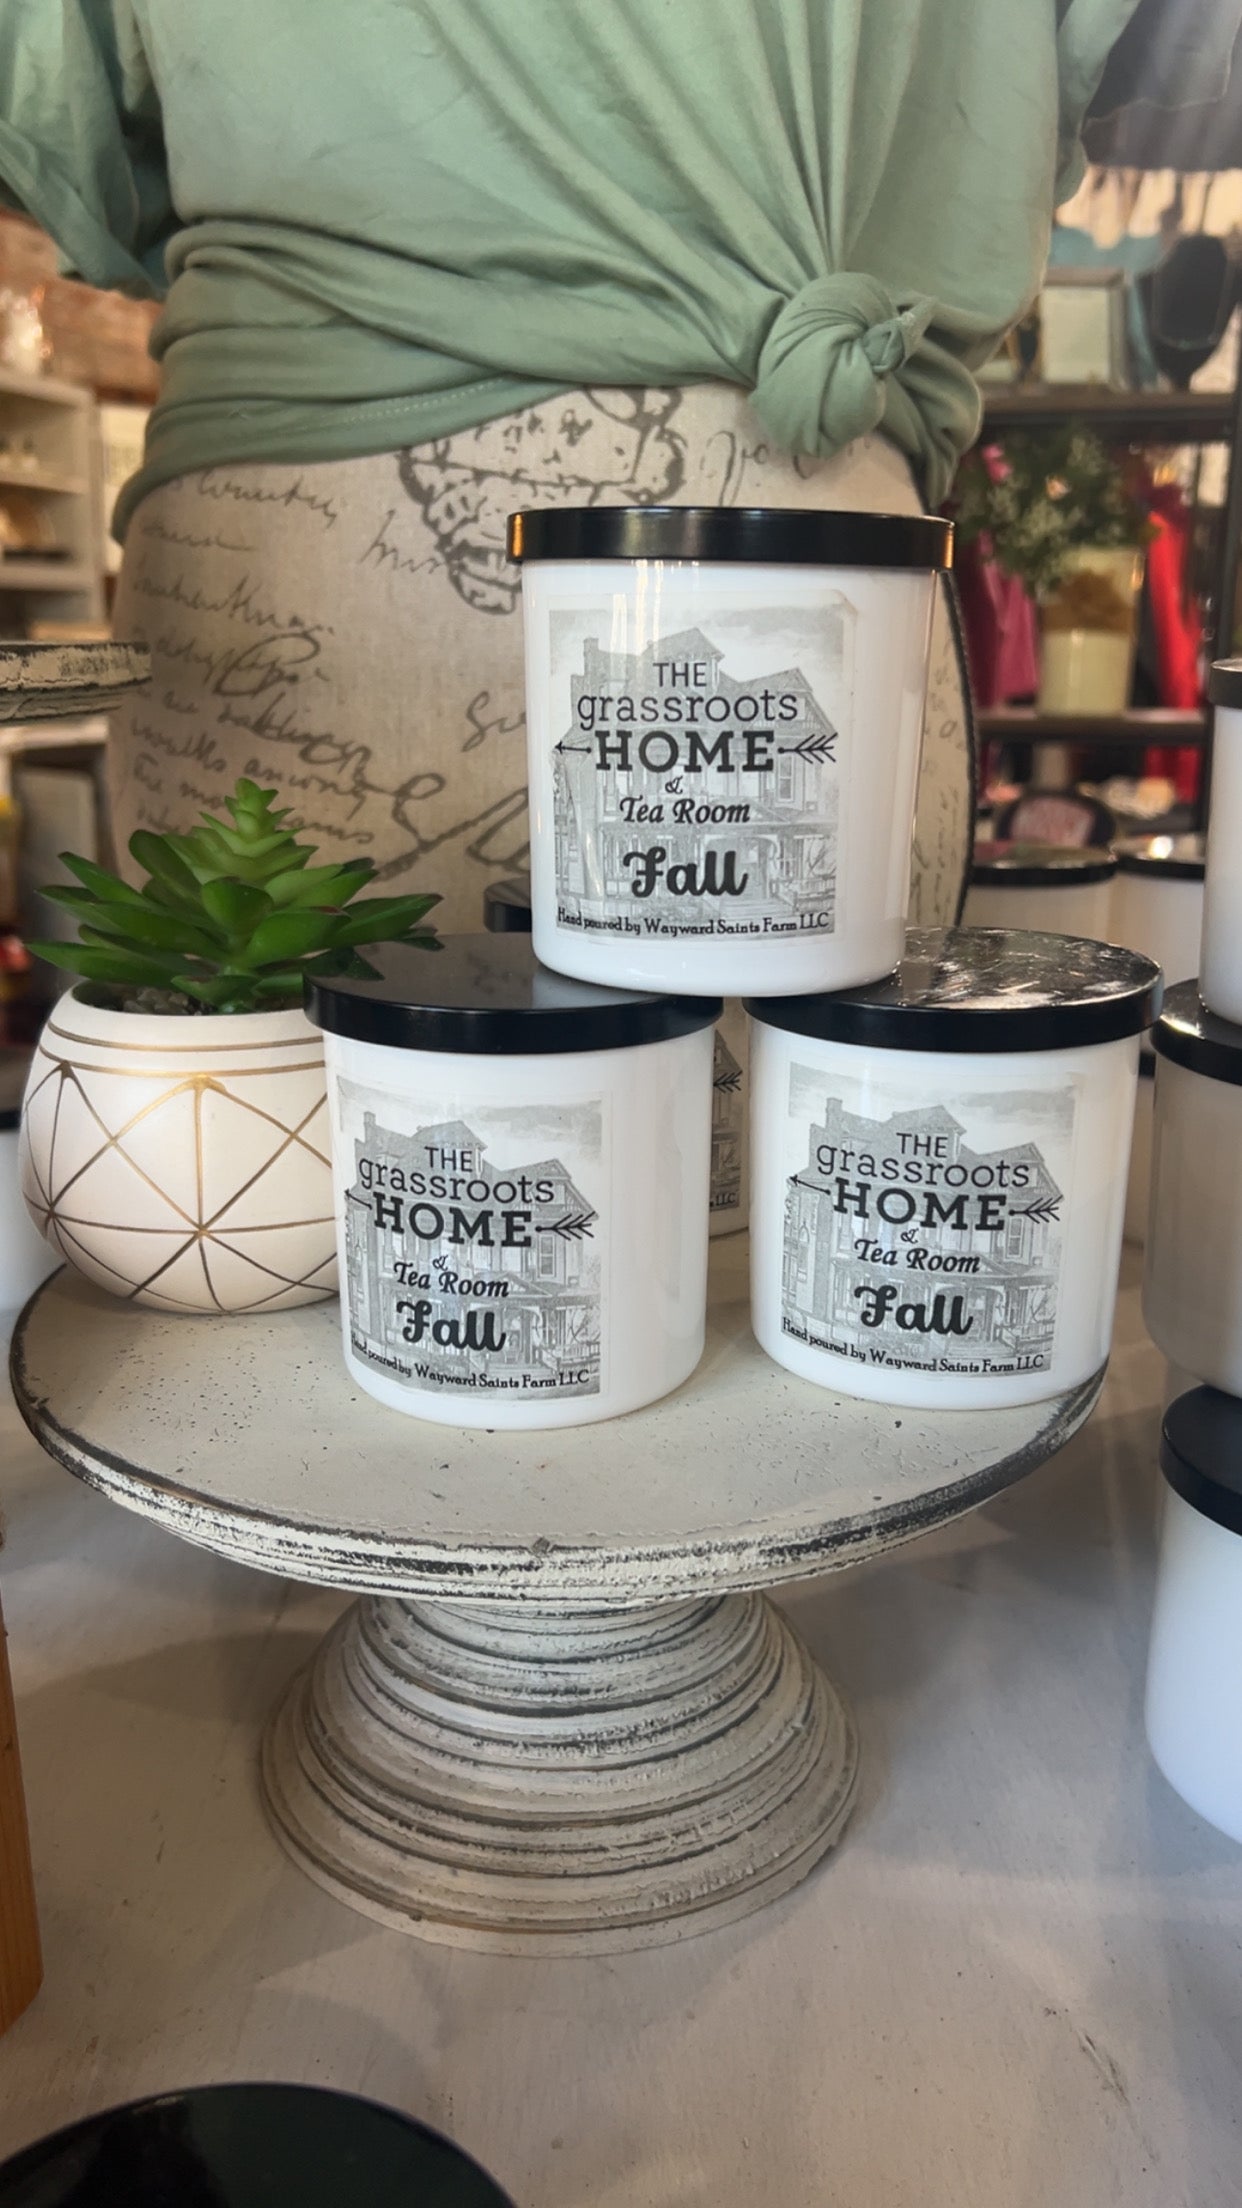 THE
grassroots
HOME
&
Tea Room
Fall
Hand poured by Wayward Saints Farm LLC
THE
grassroots
HOME
&
Tea Room
Fall
Hand poured by Wayward Saints Farm LLC
THE
grassroots
HOME
&
Tea Room
Fall
Hand poured by Wayward Saints Farm LLC
LLC